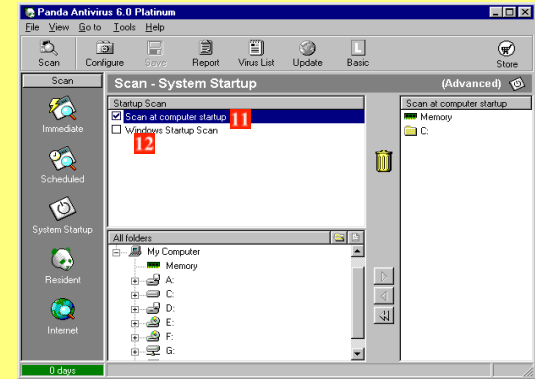 Panda Antivirus 6.0 Platinum
File View Go to Tools Help
Scan Configure Save Report Virus List Update Basic Store
Scan
Scan - System Startup (Advanced)
Startup Scan
Scan at computer startup 11
Windows Startup Scan
12
Scan at computer startup
Memory
C:
Immediate
Scheduled
System Startup
Resident
Internet
All folders
My Computer
Memory
A:
C:
D:
E:
F:
G:
0 days